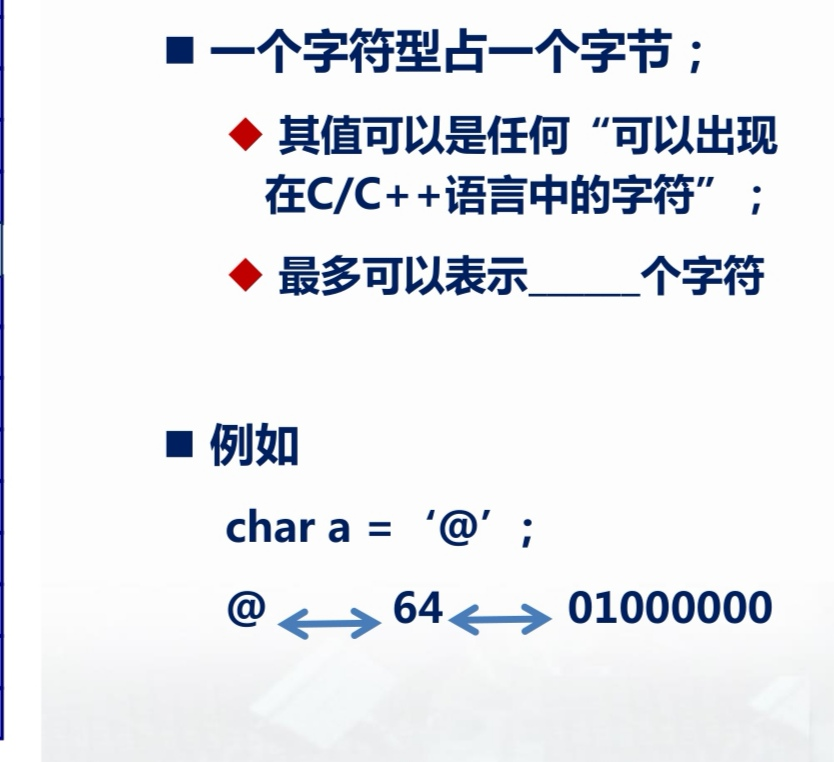 ■ 一个字符型占一个字节；
◆ 其值可以是任何“可以出现
在C/C++语言中的字符”；
◆ 最多可以表示______个字符
■ 例如
char a = ‘@’；
@ ⟷ 64 ⟷ 01000000